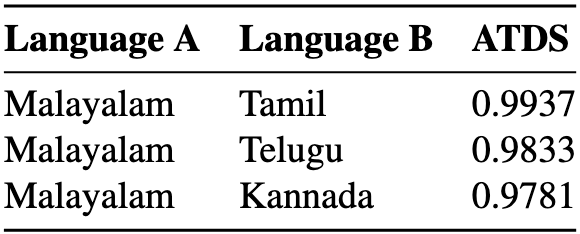 Language A Language B ATDS
Malayalam Tamil 0.9937
Malayalam Telugu 0.9833
Malayalam Kannada 0.9781